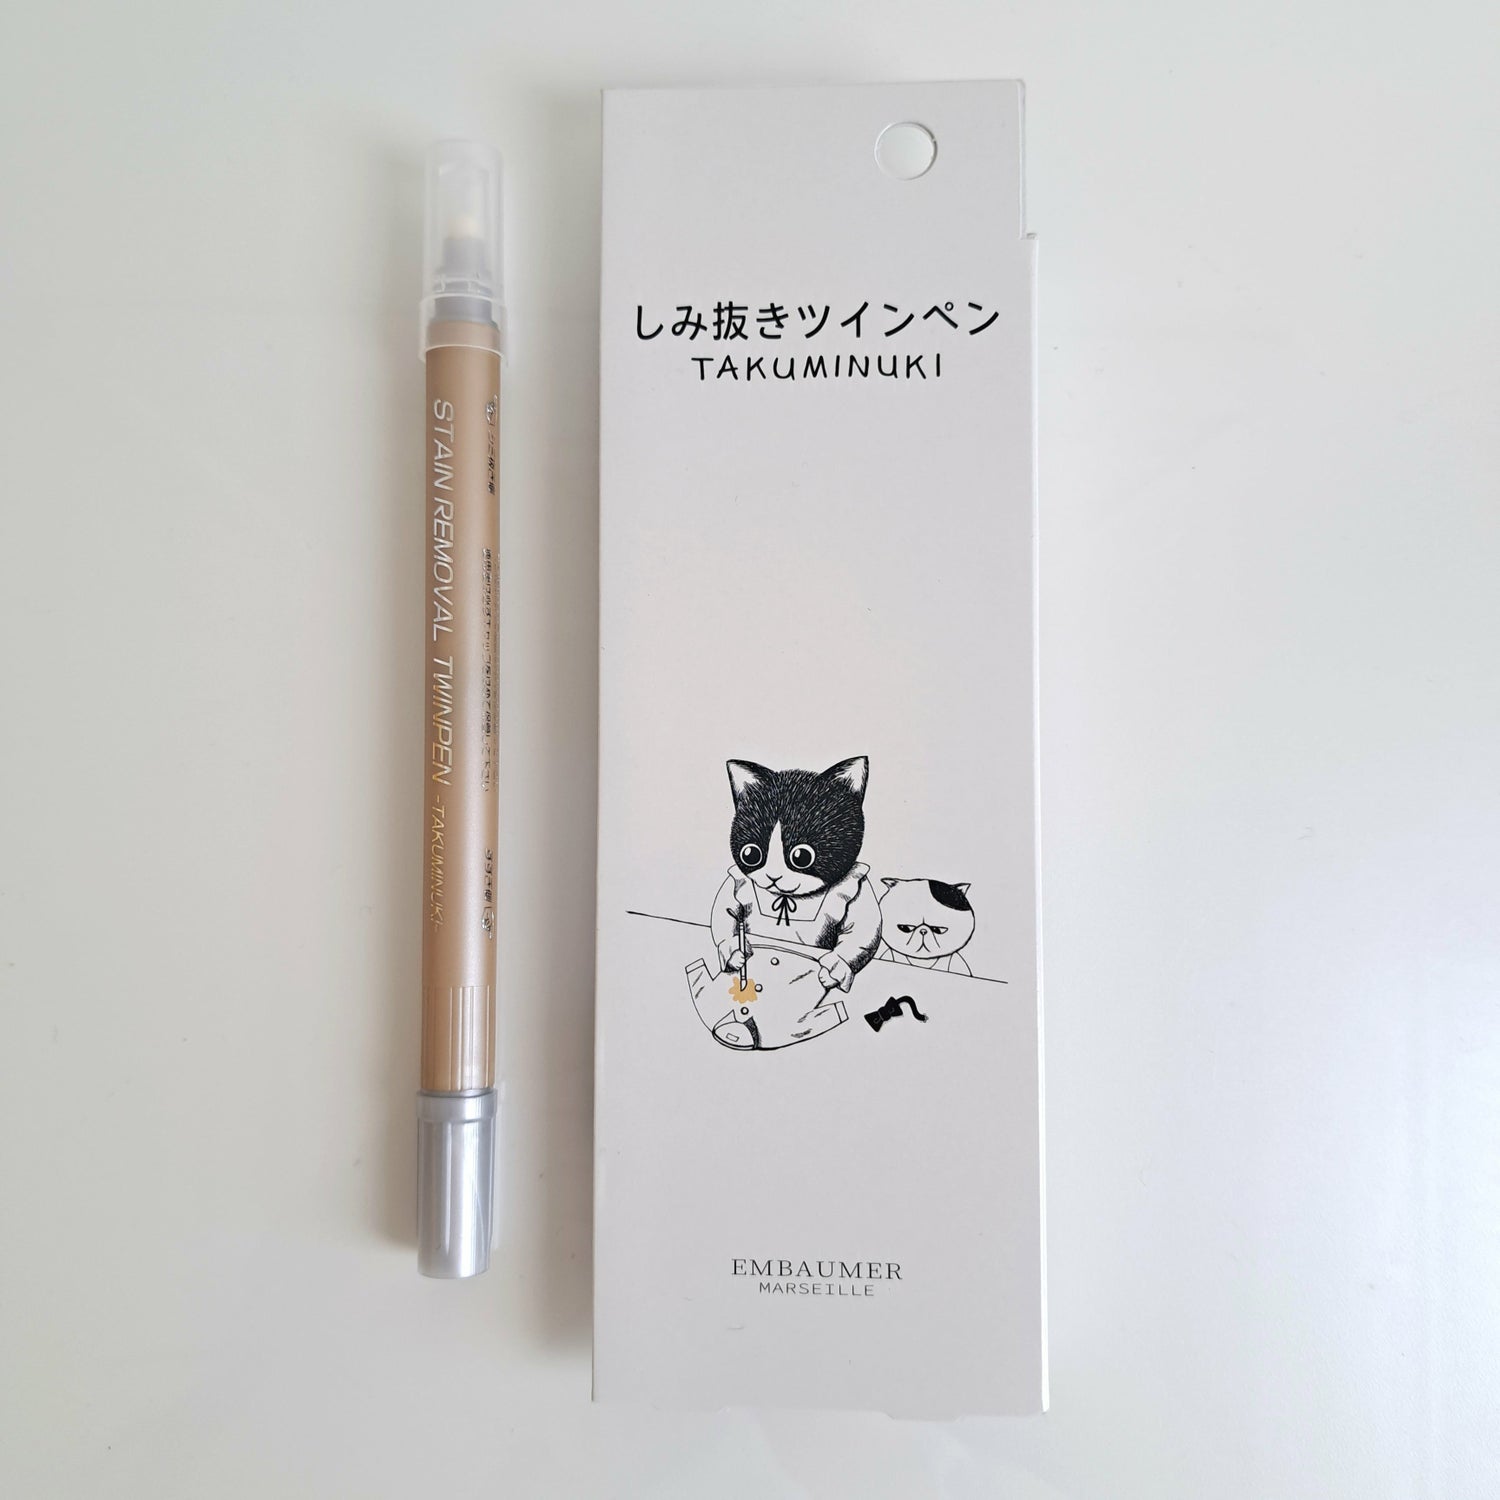 STAIN REMOVAL TWINPEN -TAKUMINUKI-
しみ抜きツインペン
TAKUMINUKI
EMBAUMER
MARSEILLE